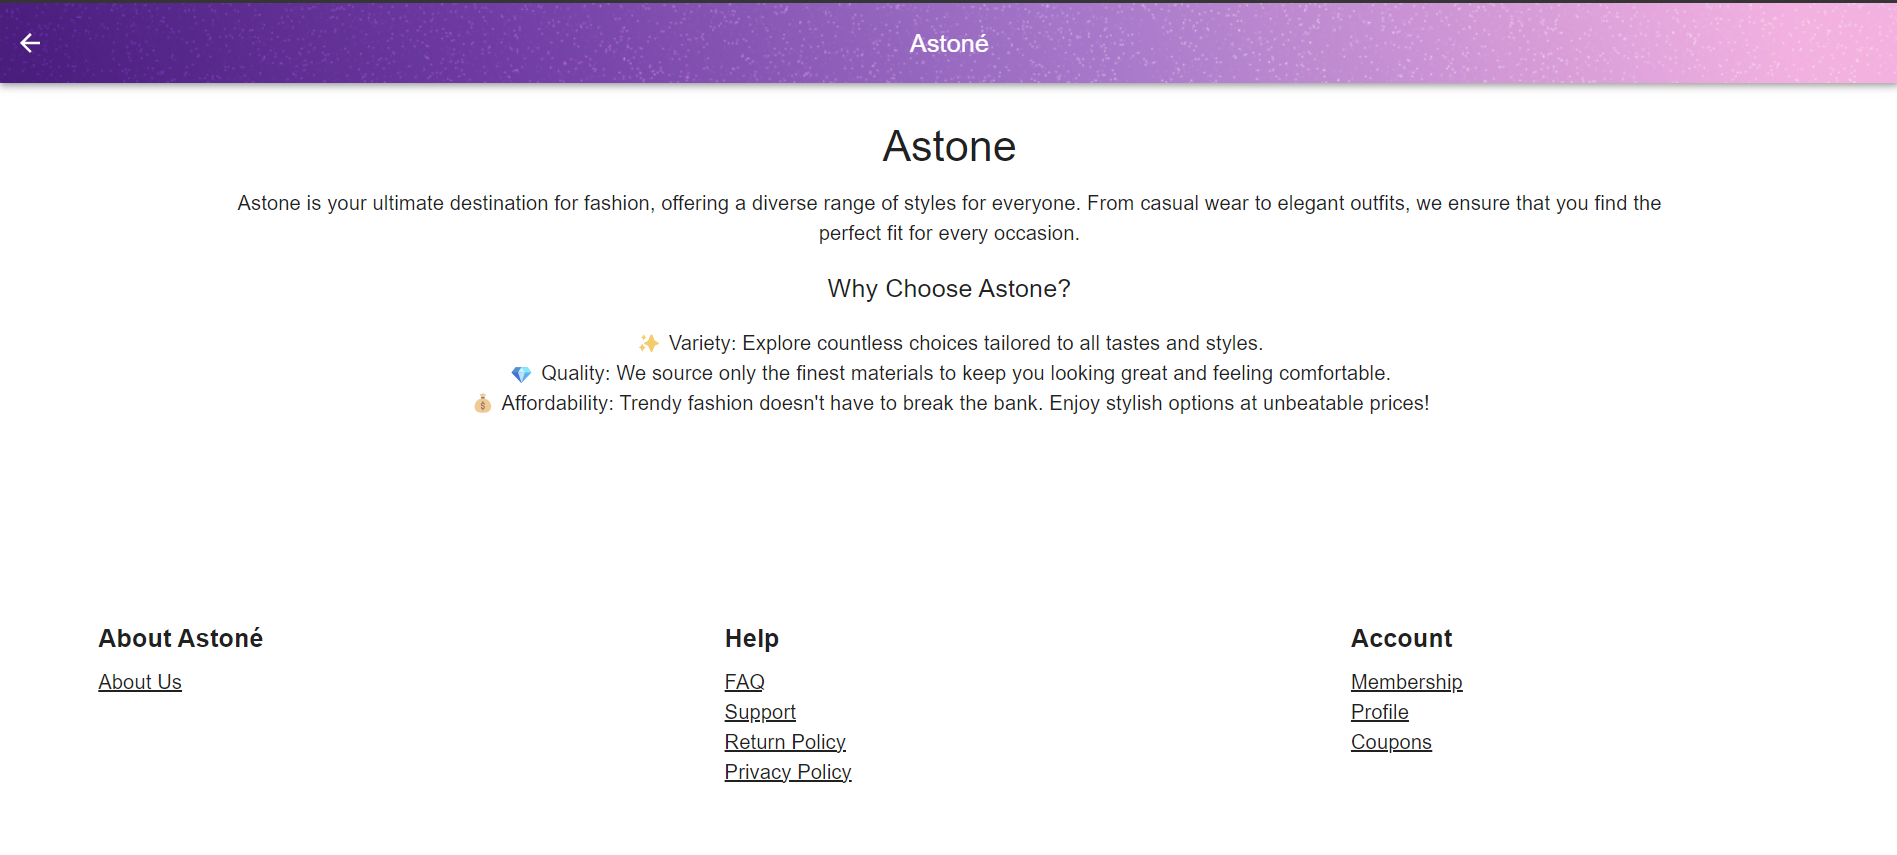 Astoné
Astone
Astone is your ultimate destination for fashion, offering a diverse range of styles for everyone. From casual wear to elegant outfits, we ensure that you find the
perfect fit for every occasion.
Why Choose Astone?
✨ Variety: Explore countless choices tailored to all tastes and styles.
💎 Quality: We source only the finest materials to keep you looking great and feeling comfortable.
💰 Affordability: Trendy fashion doesn't have to break the bank. Enjoy stylish options at unbeatable prices!
About Astoné
About Us
Help
FAQ
Support
Return Policy
Privacy Policy
Account
Membership
Profile
Coupons